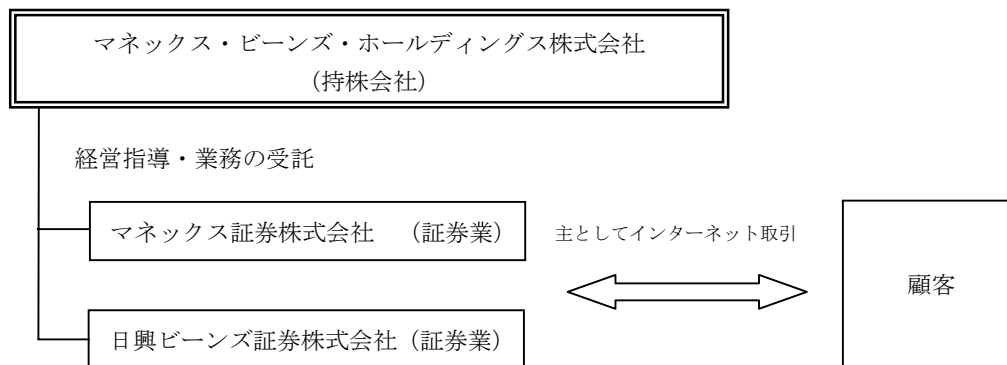 マネックス・ビーンズ・ホールディングス株式会社
（持株会社）
経営指導・業務の受託
マネックス証券株式会社　（証券業）
主としてインターネット取引
顧客
日興ビーンズ証券株式会社（証券業）